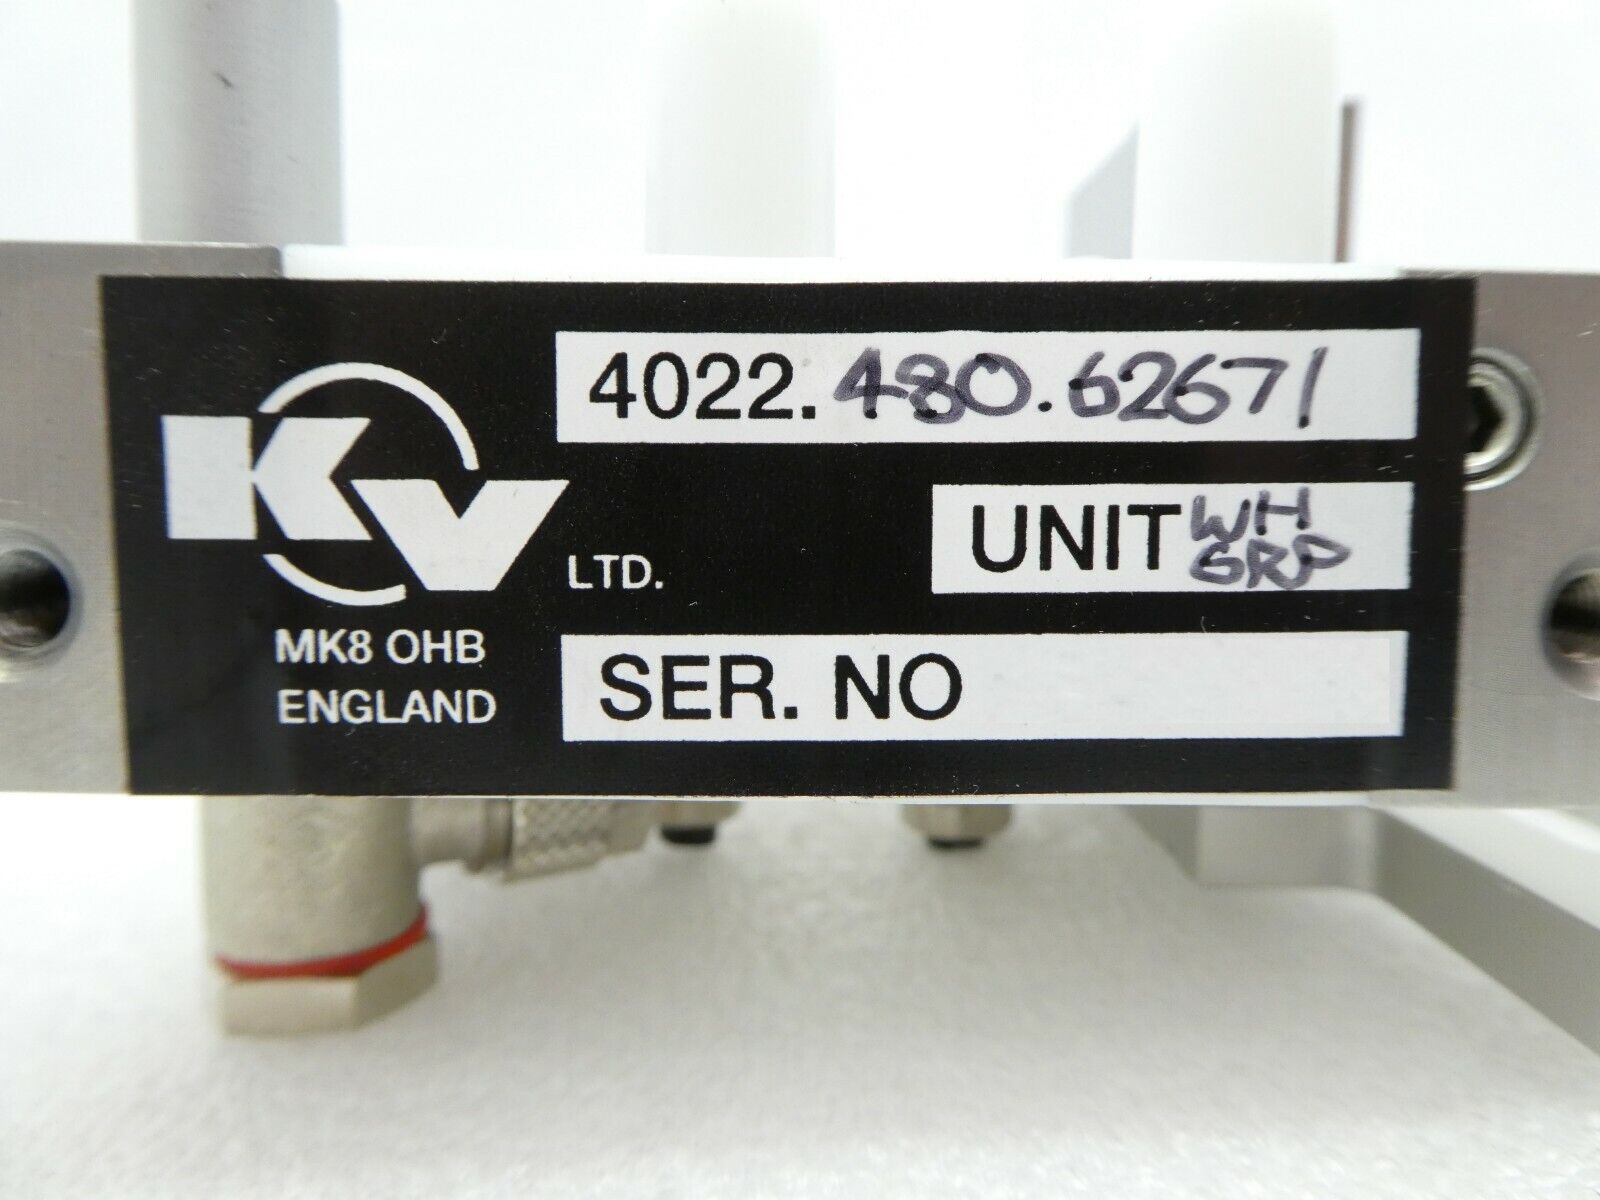 4022.480.62671
KV LTD.
UNIT WH GRP
MK8 OHB
ENGLAND
SER. NO